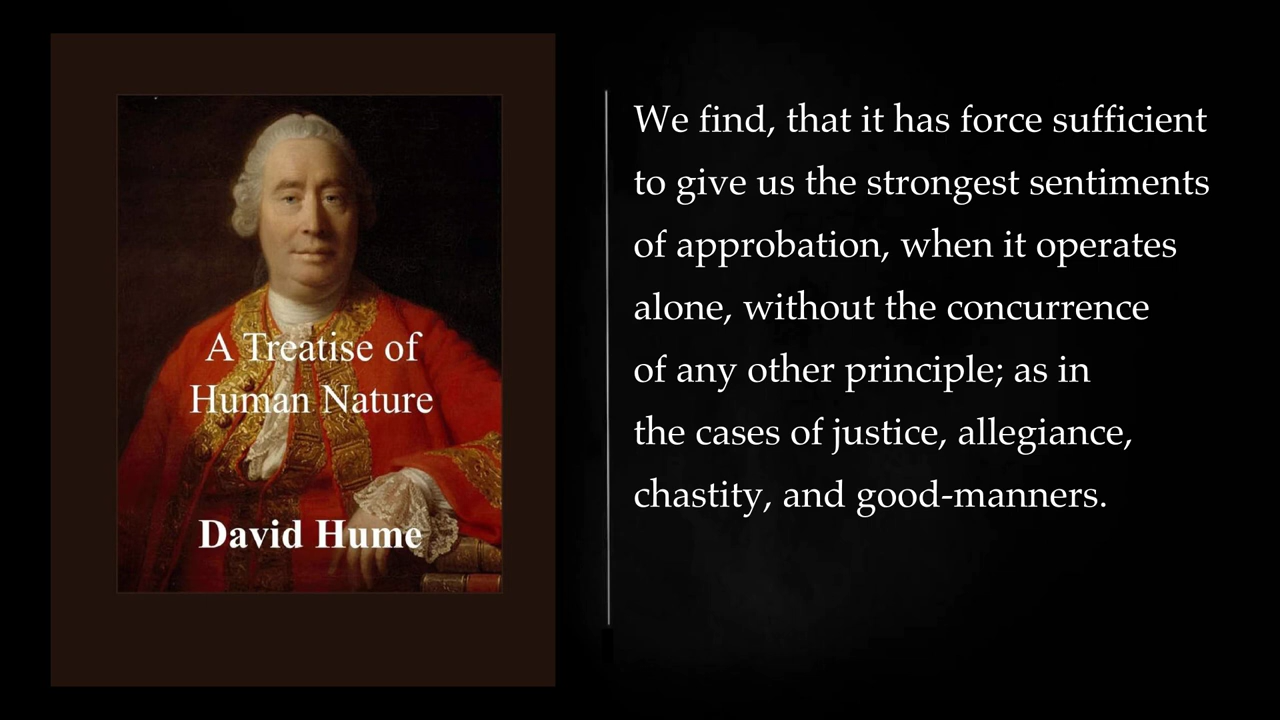 A Treatise of
Human Nature
David Hume
We find, that it has force sufficient
to give us the strongest sentiments
of approbation, when it operates
alone, without the concurrence
of any other principle; as in
the cases of justice, allegiance,
chastity, and good-manners.